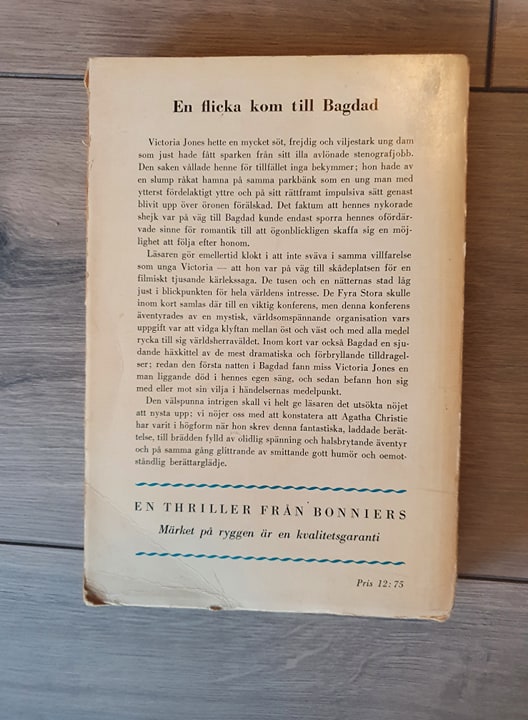 En flicka kom till Bagdad
Victoria Jones hette en mycket söt, frejdig och viljestark ung dam
som just hade fått sparken från sitt illa avlönade stenografjobb.
Den saken vållade henne för tillfället inga bekymmer; hon hade av
en slump råkat hamna på samma parkbänk som en ung man med
ytterst fördelaktigt yttre och på sitt rättframt impulsiva sätt genast
blivit upp över öronen förälskad. Det faktum att hennes nykorade
shejk var på väg till Bagdad kunde endast sporra hennes ofördär-
vade sinne för romantik till att ögonblickligen skaffa sig en möj-
lighet att följa efter honom.
Läsaren gör emellertid klokt i att inte sväva i samma villfarelse
som unga Victoria — att hon var på väg till skådeplatsen för en
filmiskt tjusande kärlekssaga. De tusen och en nätternas stad låg
just i blickpunkten för hela världens intresse. De Fyra Stora skulle
inom kort samlas där till en viktig konferens, men denna konferens
äventyrades av en mystisk, världsomspännande organisation vars
uppgift var att vidga klyftan mellan öst och väst och med alla medel
rycka till sig världsherraväldet. Inom kort var också Bagdad en sju-
dande häxkittel av de mest dramatiska och förbryllande tilldragel-
ser; redan den första natten i Bagdad fann miss Victoria Jones en
man liggande död i hennes egen säng, och sedan befann hon sig
med eller mot sin vilja i händelsernas medelpunkt.
Den välspunna intrigen skall vi helt ge läsaren det utsökta nöjet
att nysta upp: vi nöjer oss med att konstatera att Agatha Christie
har varit i högform när hon skrev denna fantastiska, laddade berät-
telse, till brädden fylld av olidlig spänning och halsbrytande äventyr
och på samma gång glittrande av smittande gott humör och oemot-
ståndlig berättarglädje.
EN THRILLER FRÅN BONNIERS
Märket på ryggen är en kvalitetsgaranti
Pris 12:75